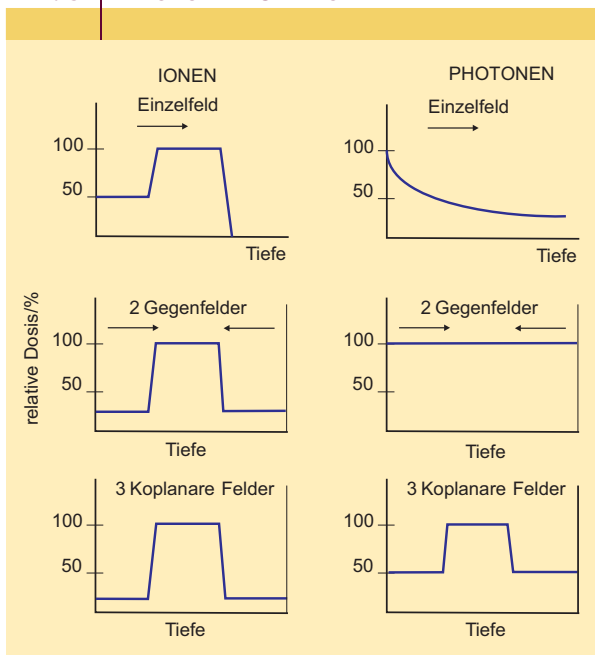 IONEN
PHOTONEN
Einzelfeld
100
50
Tiefe
Einzelfeld
100
50
Tiefe
relative Dosis/%
2 Gegenfelder
100
50
Tiefe
2 Gegenfelder
100
50
Tiefe
3 Koplanare Felder
100
50
Tiefe
3 Koplanare Felder
100
50
Tiefe